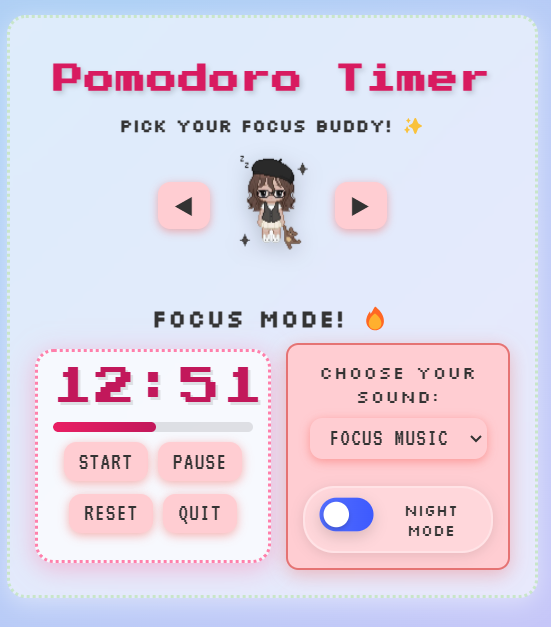 Pomodoro Timer
PICK YOUR FOCUS BUDDY! ✨
z z
FOCUS MODE! 🔥
12:51
START PAUSE
RESET QUIT
CHOOSE YOUR
SOUND:
FOCUS MUSIC
NIGHT
MODE